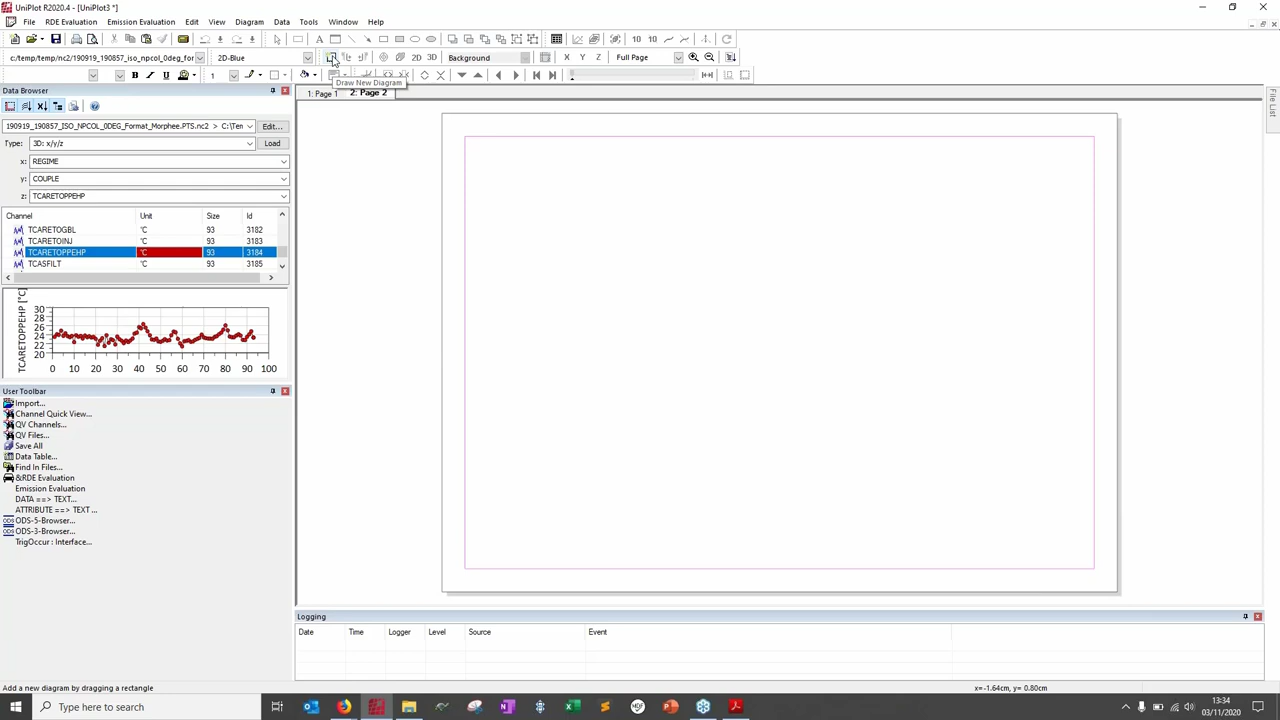 UniPlot R2020.4 - [UniPlot3 *]
File RDE Evaluation Emission Evaluation Edit View Diagram Data Tools Window Help
c:/temp/temp/nc2/190919_190857_iso_npcol_0deg_for 2D-Blue 2D 3D Background X Y Z Full Page
B I U 1
Draw New Diagram
Data Browser
1: Page 1 2: Page 2
File List
190919_190857_ISO_NPCOL_0DEG_Format_Morphee.PTS.nc2 > C:\Ten Edit...
Type: 3D: x/y/z Load
x: REGIME
y: COUPLE
z: TCARETOPPEHP
Channel Unit Size Id
TCARETOGBL °C 93 3182
TCARETOINJ °C 93 3183
TCARETOPPEHP °C 93 3184
TCASFILT °C 93 3185
TCARETOPPEHP [°C]
30
28
26
24
22
20
0 10 20 30 40 50 60 70 80 90 100
User Toolbar
Import...
Channel Quick View...
QV Channels...
QV Files...
Save All
Data Table...
Find In Files...
&RDE Evaluation
Emission Evaluation
DATA ==> TEXT...
ATTRIBUTE ==> TEXT ...
ODS-5-Browser...
ODS-3-Browser...
TrigOccur : Interface...
Logging
Date Time Logger Level Source Event
Add a new diagram by dragging a rectangle x=-1.64cm, y= 0.80cm
Type here to search
13:34
03/11/2020